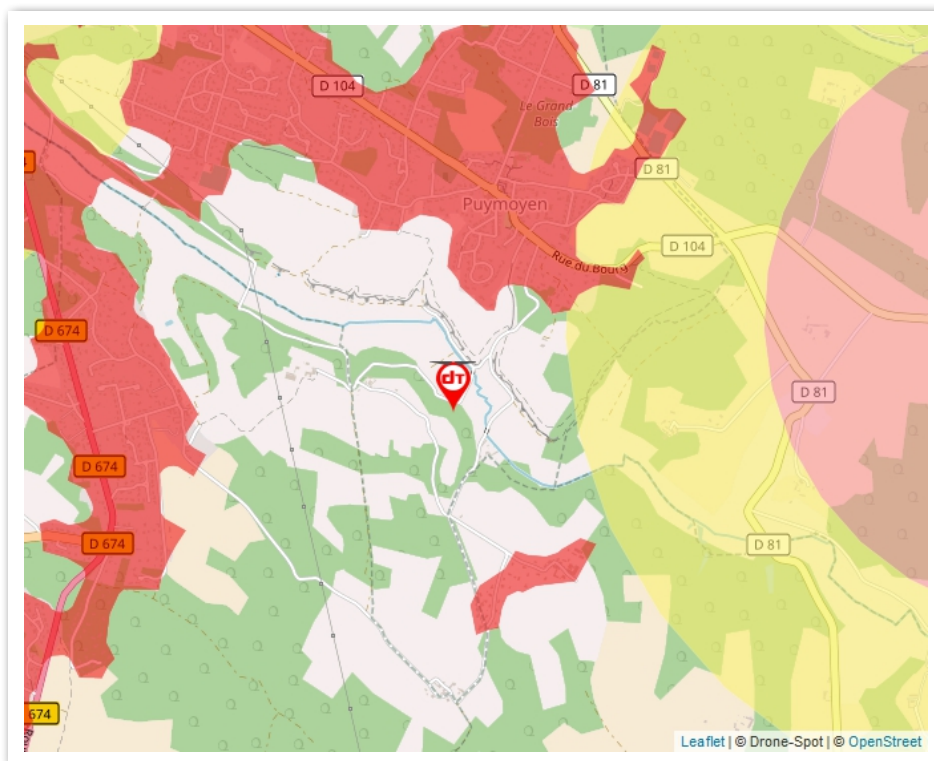 D 104
D 81
Le Grand
Bois
D 81
Puymoyen
D 104
Rue du Bourg
D 674
dT
D 81
D 674
D 674
D 81
674
Leaflet | © Drone-Spot | © OpenStreet